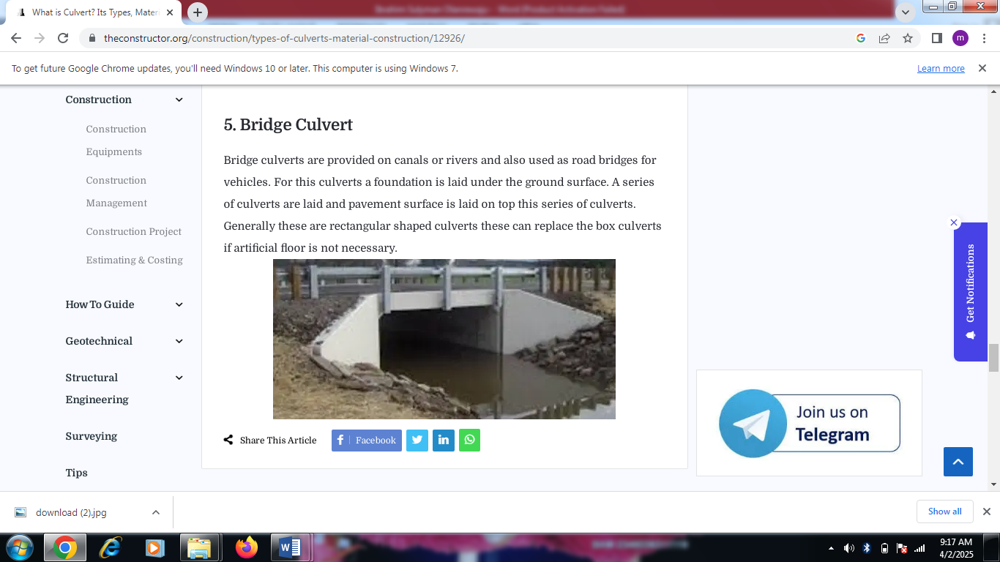 What is Culvert? Its Types, Mater
theconstructor.org/construction/types-of-culverts-material-construction/12926/
m
To get future Google Chrome updates, you'll need Windows 10 or later. This computer is using Windows 7.
Learn more
Construction
Construction
Equipments
Construction
Management
Construction Project
Estimating & Costing
How To Guide
Geotechnical
Structural
Engineering
Surveying
Tips
5. Bridge Culvert
Bridge culverts are provided on canals or rivers and also used as road bridges for
vehicles. For this culverts a foundation is laid under the ground surface. A series
of culverts are laid and pavement surface is laid on top this series of culverts.
Generally these are rectangular shaped culverts these can replace the box culverts
if artificial floor is not necessary.
Share This Article
Facebook
Get Notifications
Join us on
Telegram
download (2).jpg
Show all
9:17 AM
4/2/2025